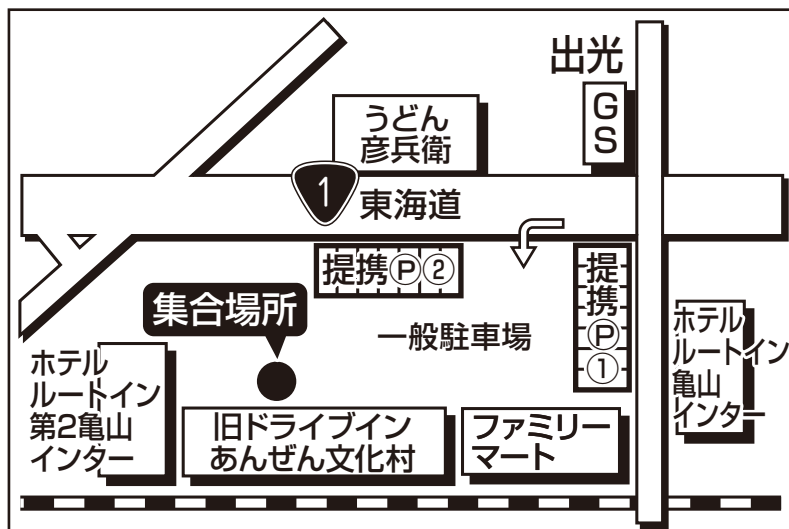 出光
GS
うどん
彦兵衛
1
東海道
提携Ⓟ②
提携Ⓟ①
集合場所
一般駐車場
ホテル
ルートイン
亀山
インター
ホテル
ルートイン
第2亀山
インター
旧ドライブイン
あんぜん文化村
ファミリー
マート